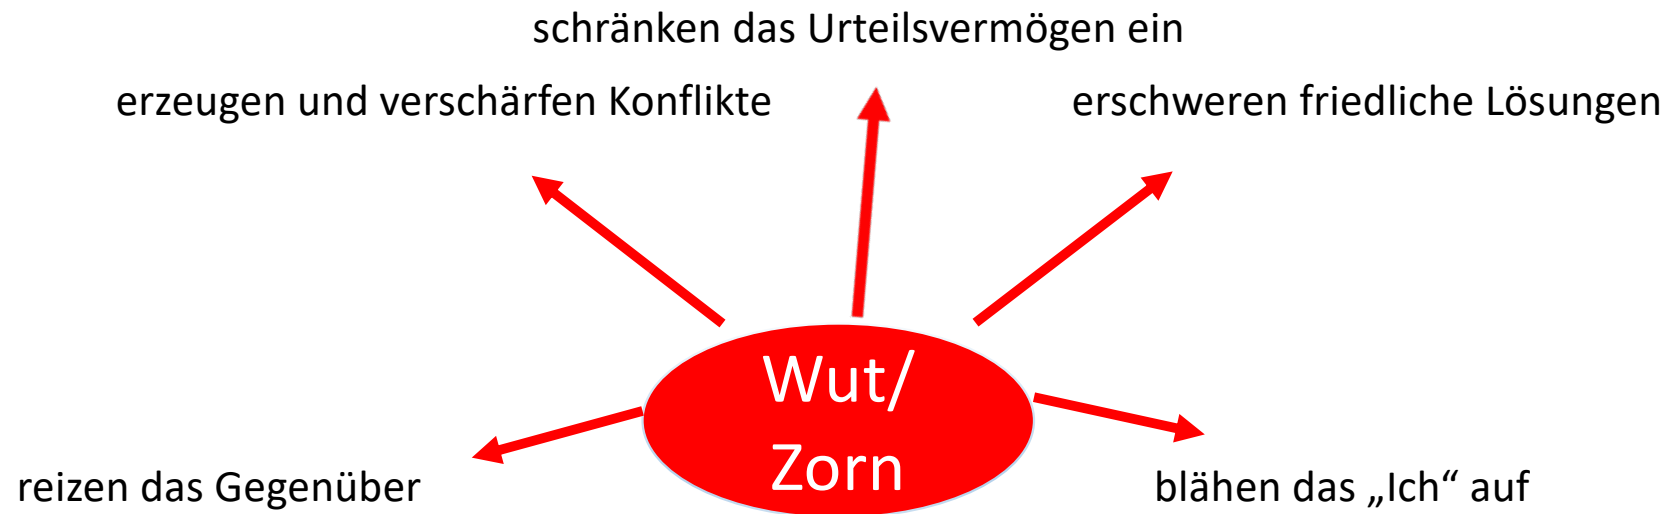 schränken das Urteilsvermögen ein
erzeugen und verschärfen Konflikte
erschweren friedliche Lösungen
Wut/
Zorn
reizen das Gegenüber
blähen das „Ich“ auf